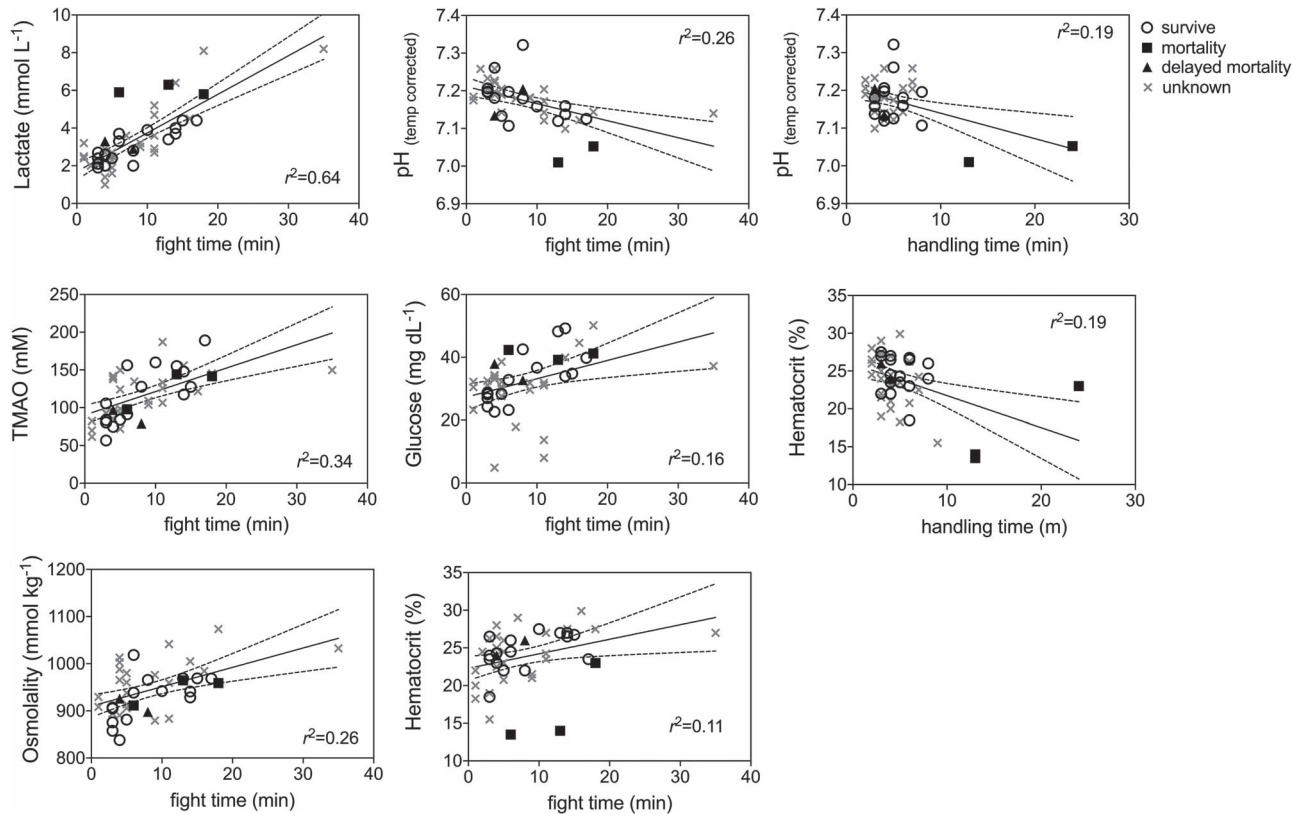 Lactate (mmol L-1)
10
8
6
4
2
0
r2=0.64
0 10 20 30 40
fight time (min)
pH (temp corrected)
7.4
7.3
7.2
7.1
7.0
6.9
r2=0.26
0 10 20 30 40
fight time (min)
pH (temp corrected)
7.4
7.3
7.2
7.1
7.0
6.9
r2=0.19
0 10 20 30
handling time (min)
survive
mortality
delayed mortality
unknown
TMAO (mM)
250
200
150
100
50
0
r2=0.34
0 10 20 30 40
fight time (min)
Glucose (mg dL-1)
60
40
20
0
r2=0.16
0 10 20 30 40
fight time (min)
Hematocrit (%)
35
30
25
20
15
10
r2=0.19
0 10 20 30
handling time (m)
Osmolality (mmol kg-1)
1200
1100
1000
900
800
r2=0.26
0 10 20 30 40
fight time (min)
Hematocrit (%)
35
30
25
20
15
10
r2=0.11
0 10 20 30 40
fight time (min)